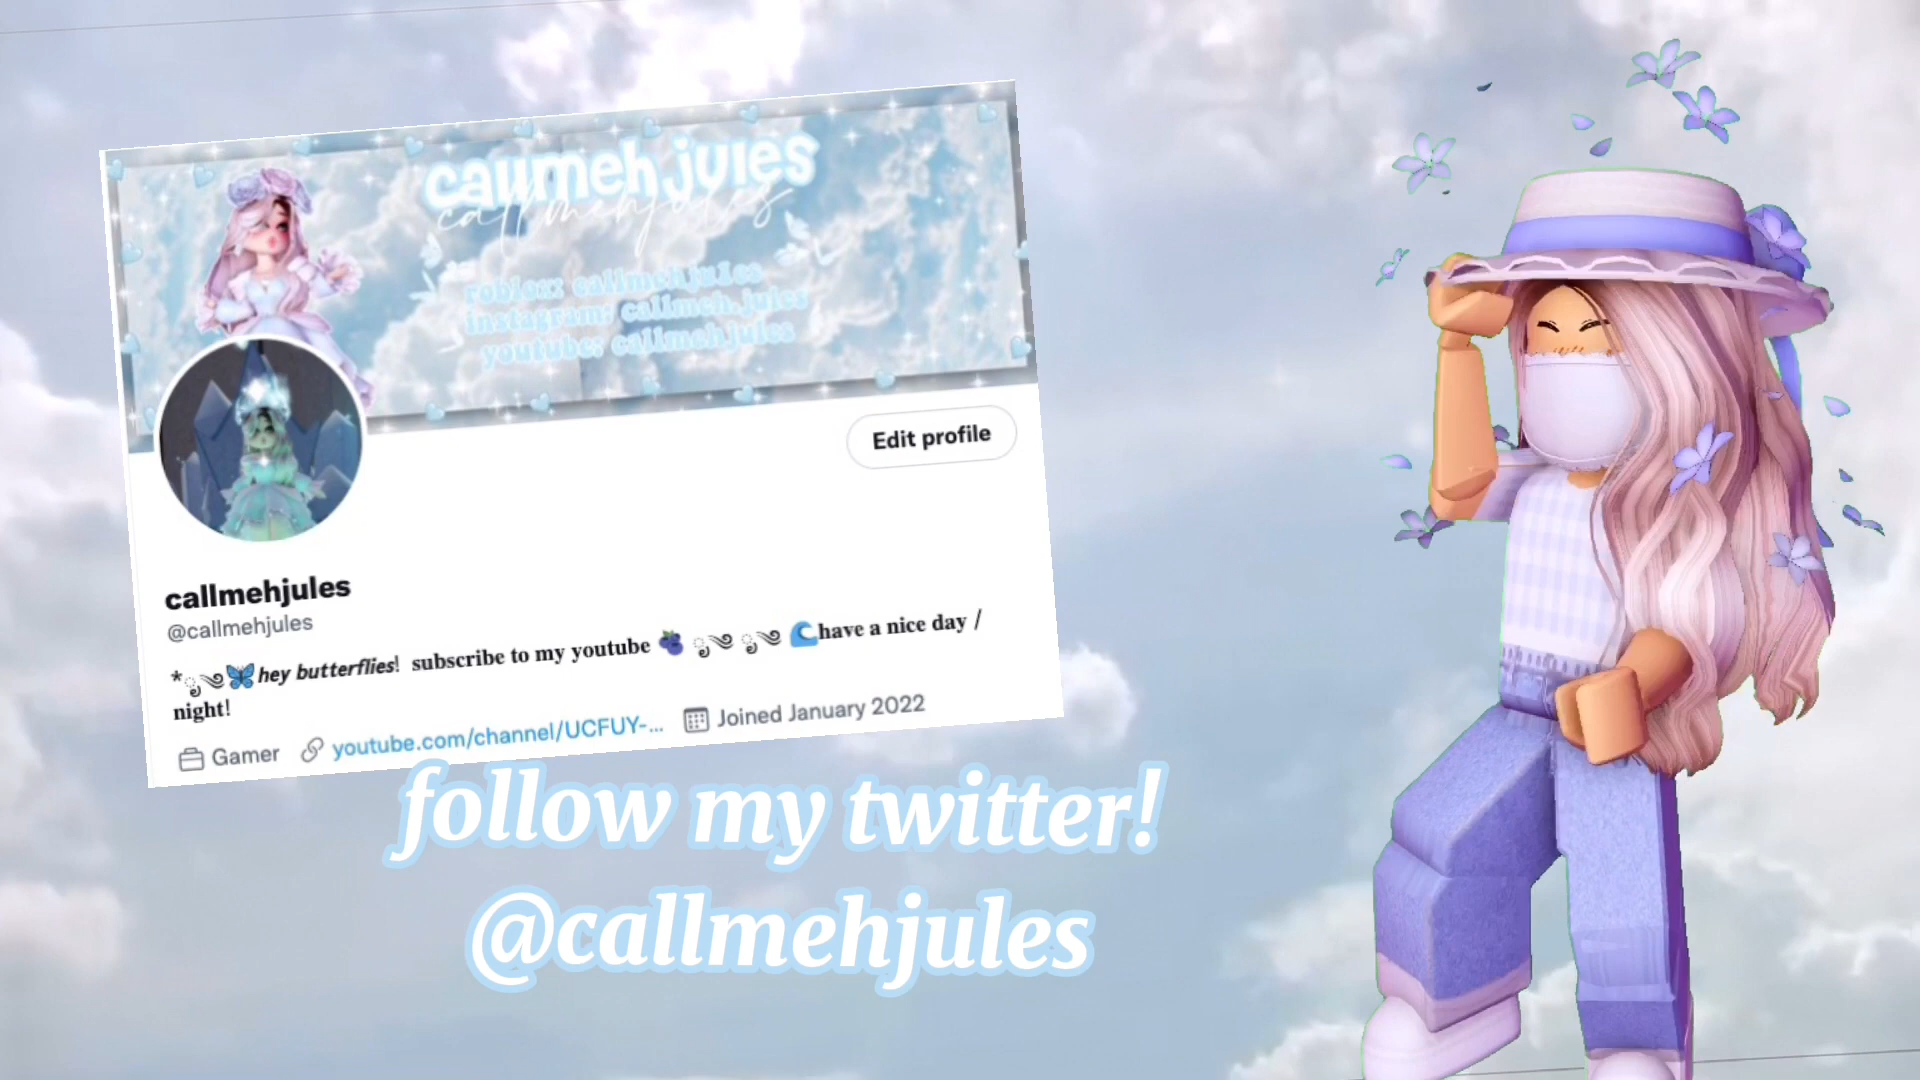 callmehjules
callmehjules
roblox: callmehjules
instagram: callmeh.jules
youtube: callmehjules
Edit profile
callmehjules
@callmehjules
*ೃ༄🦋hey butterflies! subscribe to my youtube 🫐 ೃ༄ ೃ༄ 🌊have a nice day /
night!
Gamer youtube.com/channel/UCFUY-... Joined January 2022
follow my twitter!
@callmehjules